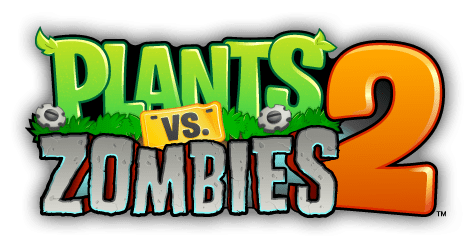 PLANTS
VS.
ZOMBIES 2
TM